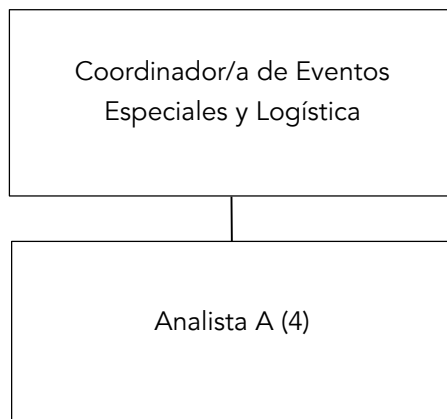 Coordinador/a de Eventos
Especiales y Logística
Analista A (4)